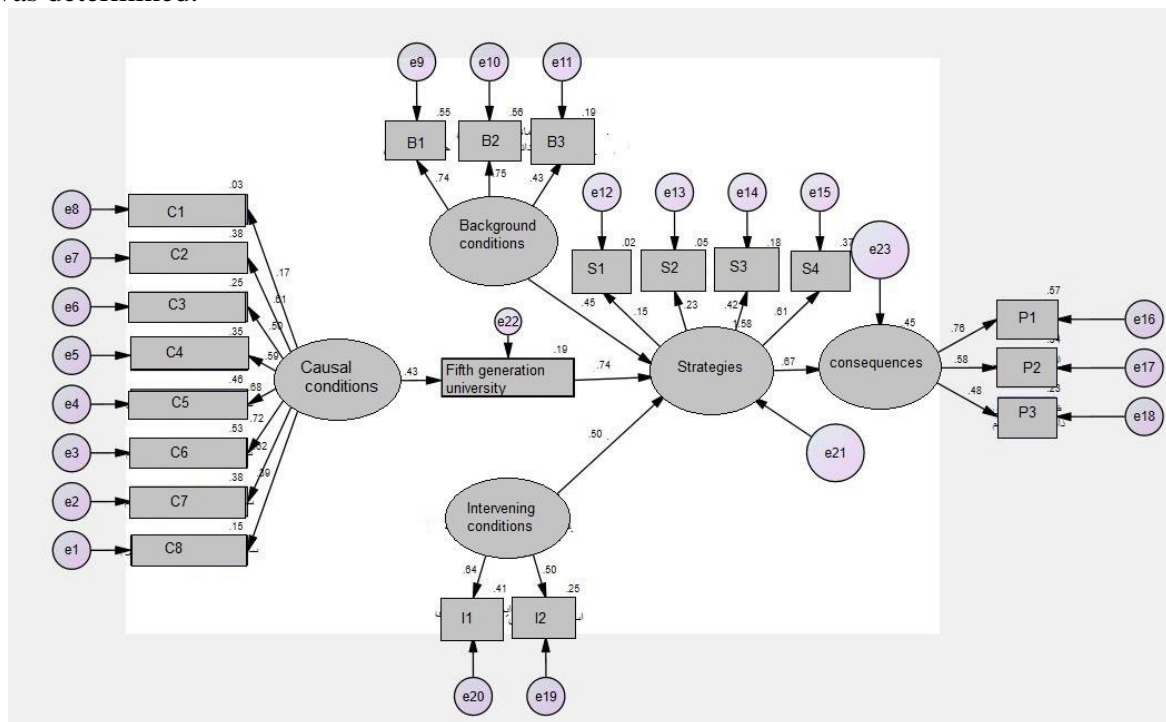 was determined.
e9
e10
e11
.55
.56
.19
B1
B2
B3
.74
.75
.43
Background
conditions
e12
e13
e14
e15
.02
.05
.18
.37
S1
S2
S3
S4
.15
.23
.42
.61
1.58
.45
e8
.03
C1
.17
e7
.38
C2
.61
e6
.25
C3
.50
e5
.35
C4
.59
e4
.46
C5
.68
e3
.53
C6
.72
e2
.38
C7
.39
e1
.15
C8
Causal
conditions
.43
e22
.19
Fifth generation
university
.74
Strategies
.67
e23
.45
consequences
.76
.58
.48
.57
P1
e16
P2
e17
.23
P3
e18
.50
e21
Intervening
conditions
.64
.50
.41
.25
I1
I2
e20
e19